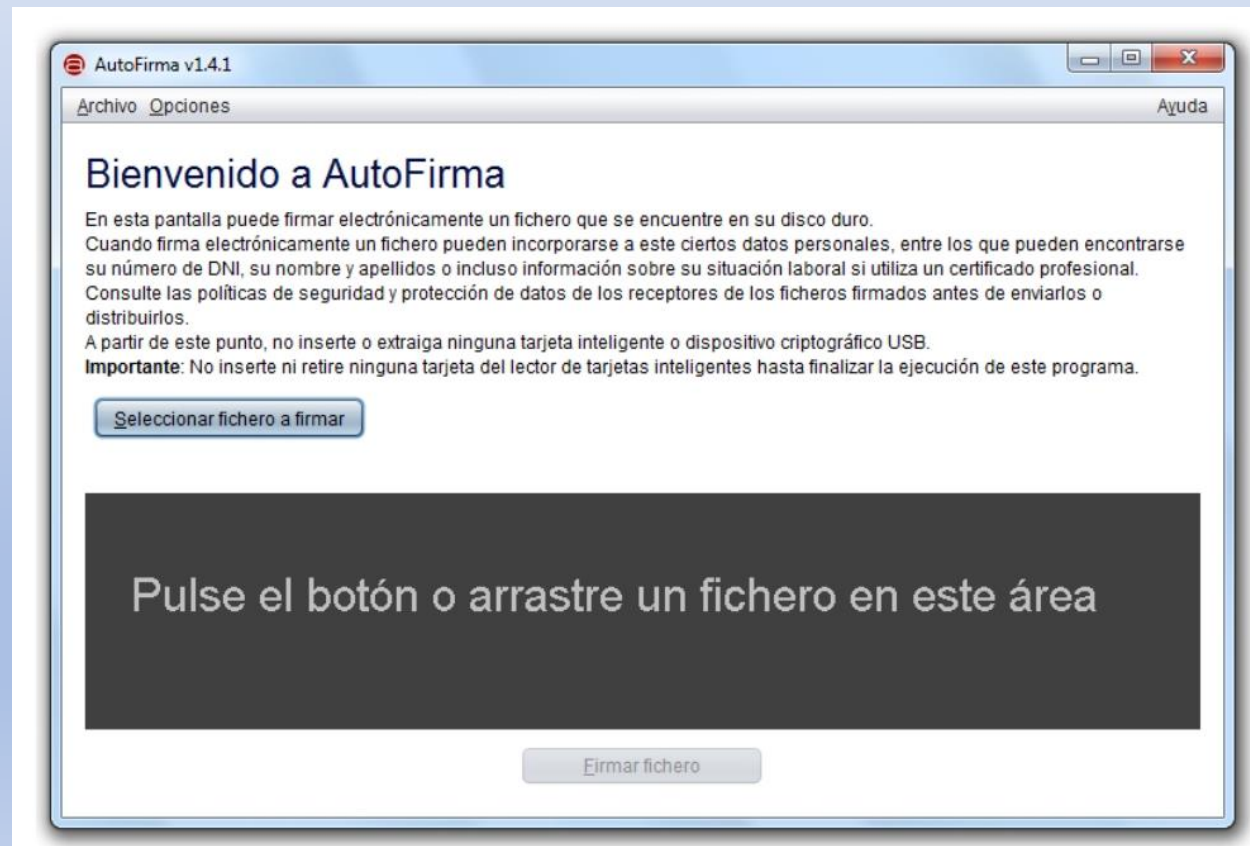 AutoFirma v1.4.1
Archivo Opciones Ayuda
Bienvenido a AutoFirma
En esta pantalla puede firmar electrónicamente un fichero que se encuentre en su disco duro.
Cuando firma electrónicamente un fichero pueden incorporarse a este ciertos datos personales, entre los que pueden encontrarse
su número de DNI, su nombre y apellidos o incluso información sobre su situación laboral si utiliza un certificado profesional.
Consulte las políticas de seguridad y protección de datos de los receptores de los ficheros firmados antes de enviarlos o
distribuirlos.
A partir de este punto, no inserte o extraiga ninguna tarjeta inteligente o dispositivo criptográfico USB.
Importante: No inserte ni retire ninguna tarjeta del lector de tarjetas inteligentes hasta finalizar la ejecución de este programa.
Seleccionar fichero a firmar
Pulse el botón o arrastre un fichero en este área
Firmar fichero